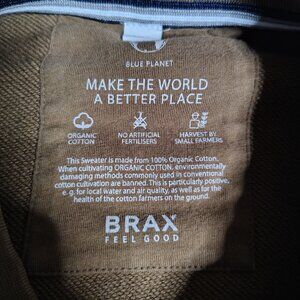 BLUE PLANET
MAKE THE WORLD
A BETTER PLACE
ORGANIC
COTTON
NO ARTIFICIAL
FERTILISERS
HARVEST BY
SMALL FARMERS
This Sweater is made from 100% Organic Cotton.
When cultivating ORGANIC COTTON, environmentally
damaging methods commonly used in conventional
cotton cultivation are banned. This is particularly positive,
e.g. for local water and air quality, as well as for the
health of the cotton farmers on the ground.
BRAX
FEEL GOOD